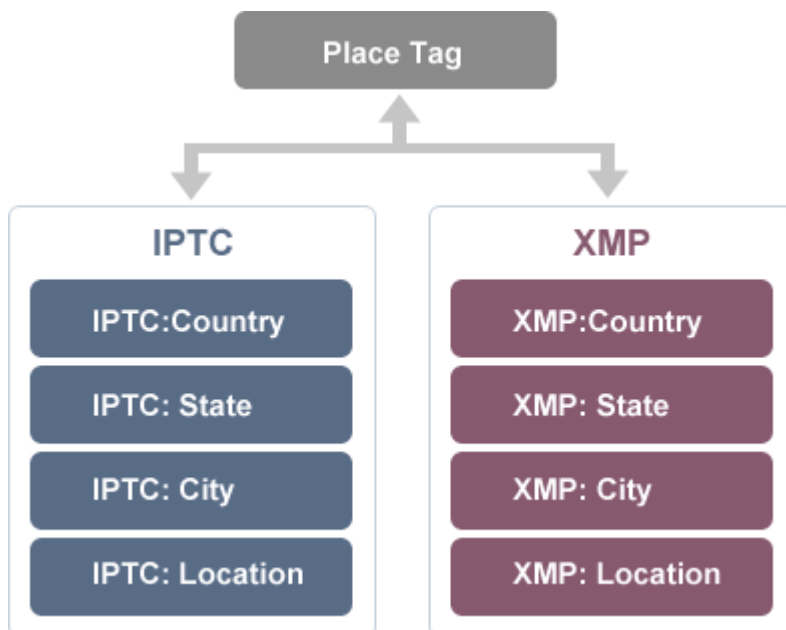 Place Tag
IPTC
IPTC:Country
IPTC: State
IPTC: City
IPTC: Location
XMP
XMP:Country
XMP: State
XMP: City
XMP: Location